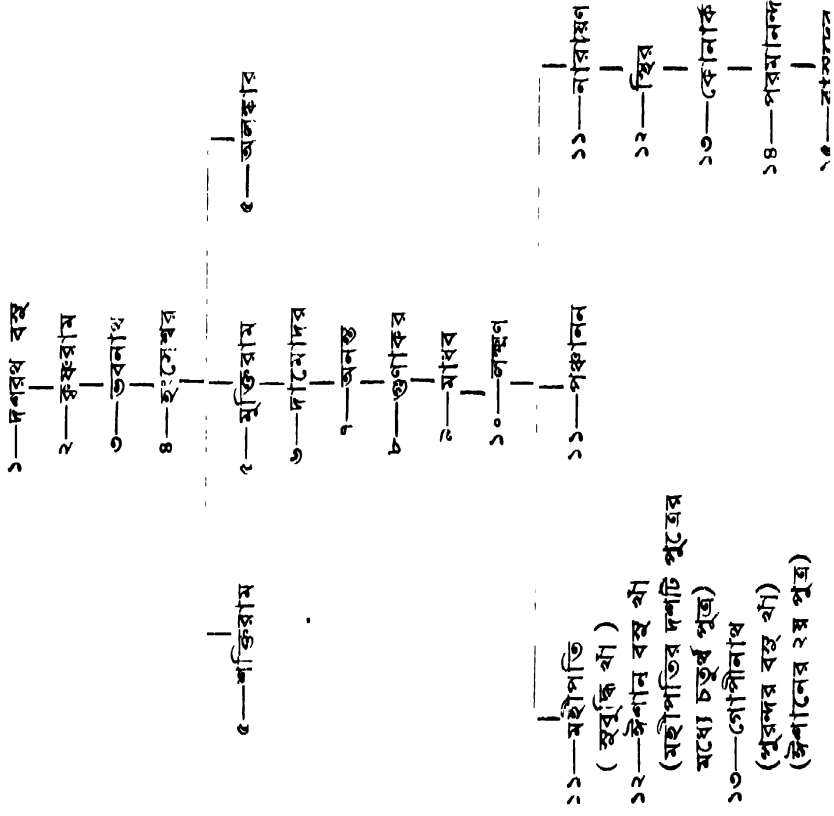 ১—দশরথ বসু
২—কৃষ্ণরাম
৩—ভবনাথ
৪—হংসেশ্বর
৫—শক্তিরাম
৫—মুক্তিরাম
৫—অলঙ্কার
৬—দামোদর
৭—অনন্ত
৮—গুণাকর
৯—মাধব
১০—লক্ষ্মণ
১১—মহীপতি
( সুবুদ্ধি খাঁ )
১২—ঈশান বসু খাঁ
(মহীপতির দশটি পুত্রের
মধ্যে চতুর্থ পুত্র)
১৩—গোপীনাথ
(পুরন্দর বসু খাঁ)
(ঈশানের ২য় পুত্র)
১১—পঞ্চানন
১১—নারায়ণ
১২—স্থির
১৩—কোনার্ক
১৪—পরমানন্দ
১৫—